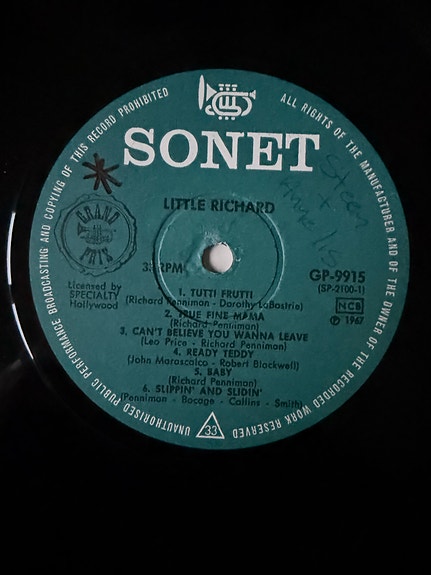 UNAUTHORISED PUBLIC PERFORMANCE BROADCASTING AND COPYING OF THIS RECORD PROHIBITED
ALL RIGHTS OF THE MANUFACTURER AND OF THE OWNER OF THE RECORDED WORK RESERVED
SONET
LITTLE RICHARD
GRAND
PRIX
33 RPM
GP-9915
(SP-2100-1)
Licensed by
SPECIALTY
Hollywood
NCB
℗ 1967
1. TUTTI FRUTTI
(Richard Penniman - Dorothy LaBostrie)
2. TRUE FINE MAMA
(Richard Penniman)
3. CAN'T BELIEVE YOU WANNA LEAVE
(Leo Price - Richard Penniman)
4. READY TEDDY
(John Marascalco - Robert Blackwell)
5. BABY
(Richard Penniman)
6. SLIPPIN' AND SLIDIN'
(Penniman - Bocage - Collins - Smith)
33